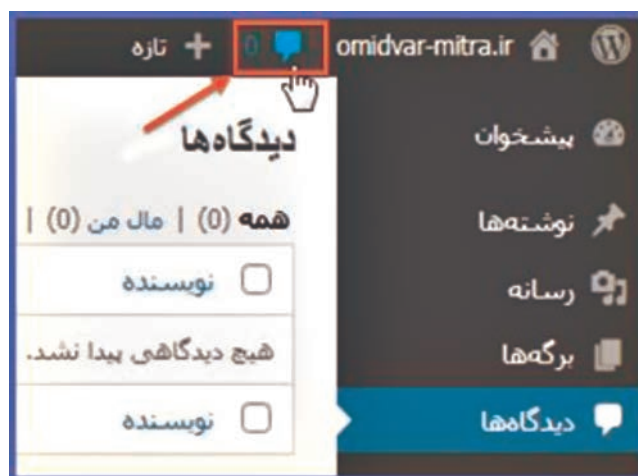 omidvar-mitra.ir 0 + تازه
پیشخوان
نوشته‌ها
رسانه
برگه‌ها
دیدگاه‌ها
دیدگاه‌ها
همه (0) | مال من (0) |
نویسنده
هیچ دیدگاهی پیدا نشد.
نویسنده